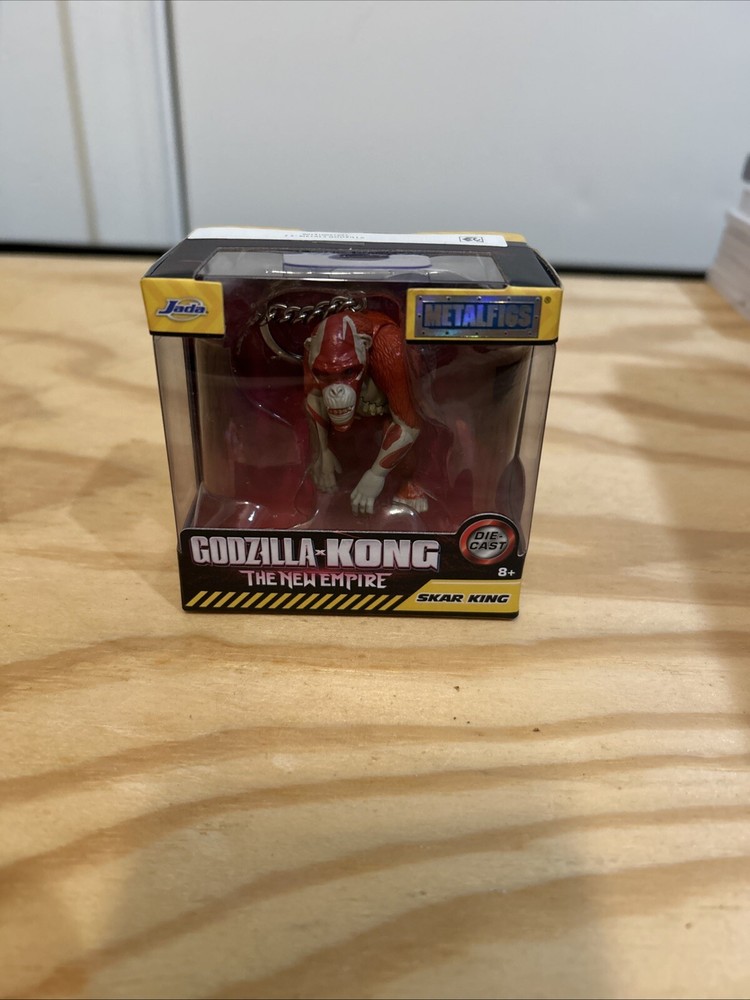 Jada
METALFIGS®
GODZILLA x KONG
THE NEW EMPIRE
DIE-
CAST
8+
SKAR KING